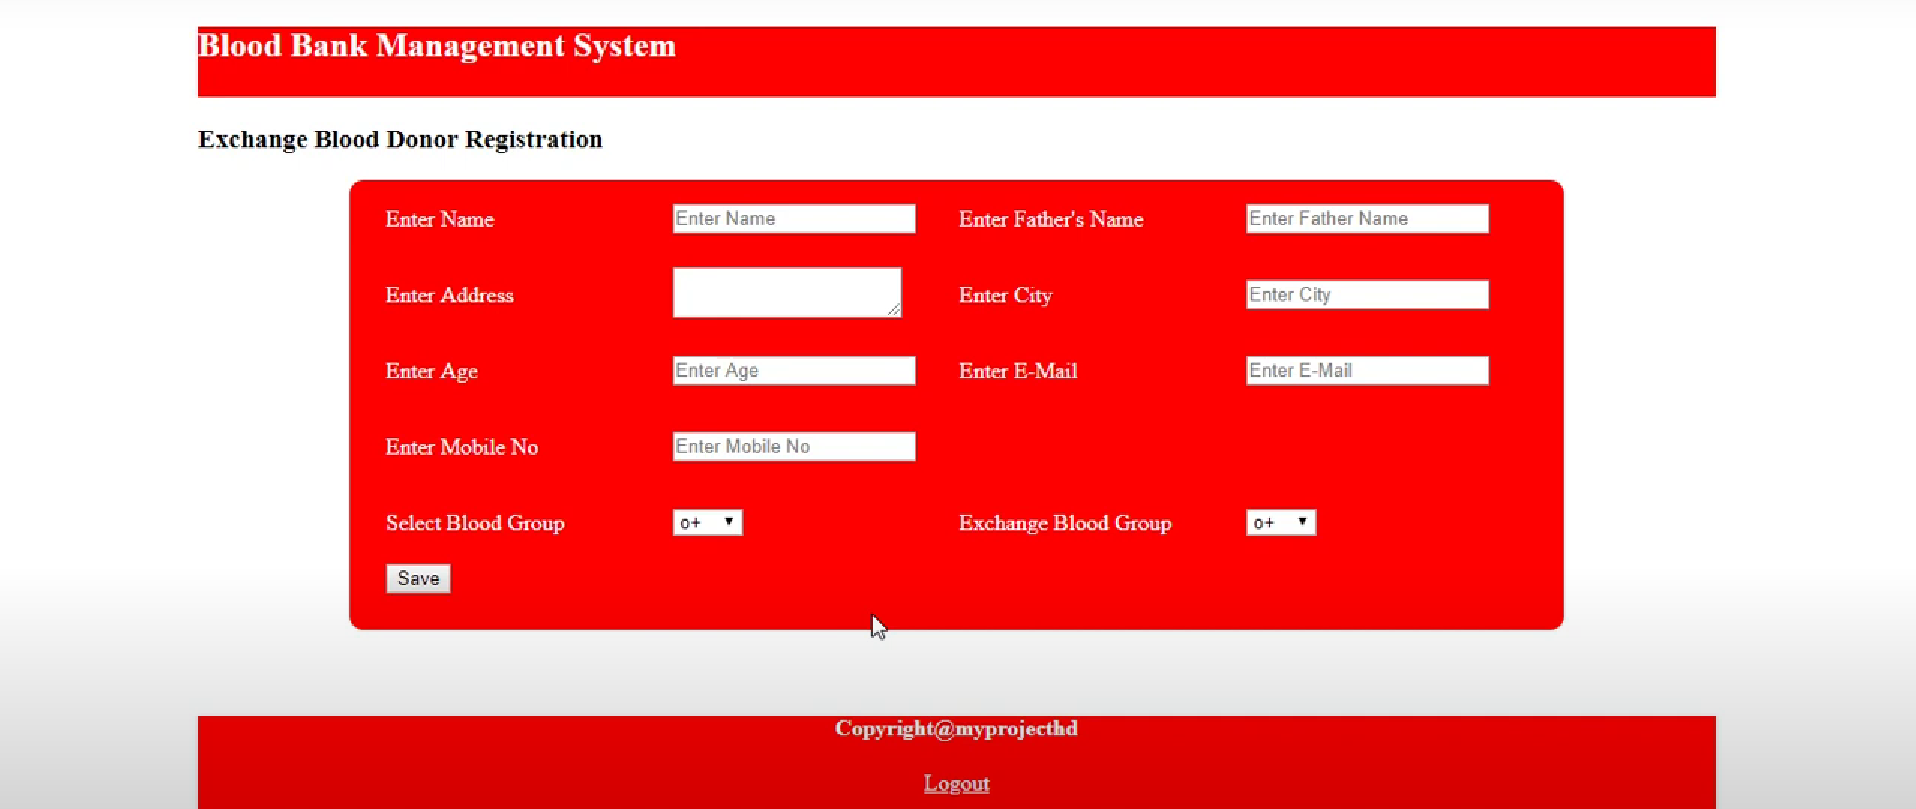 Blood Bank Management System
Exchange Blood Donor Registration
Enter Name Enter Name Enter Father's Name Enter Father Name
Enter Address Enter City Enter City
Enter Age Enter Age Enter E-Mail Enter E-Mail
Enter Mobile No Enter Mobile No
Select Blood Group o+ Exchange Blood Group o+
Save
Copyright@myprojecthd
Logout